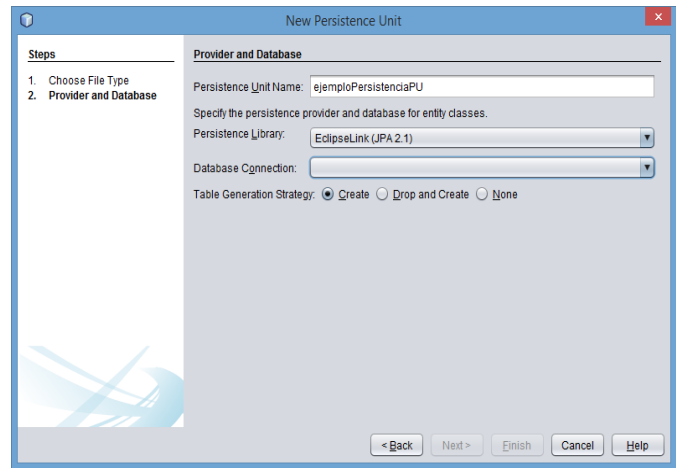 New Persistence Unit
Steps
1. Choose File Type
2. Provider and Database
Provider and Database
Persistence Unit Name: ejemploPersistenciaPU
Specify the persistence provider and database for entity classes.
Persistence Library: EclipseLink (JPA 2.1)
Database Connection:
Table Generation Strategy: Create Drop and Create None
< Back Next > Finish Cancel Help